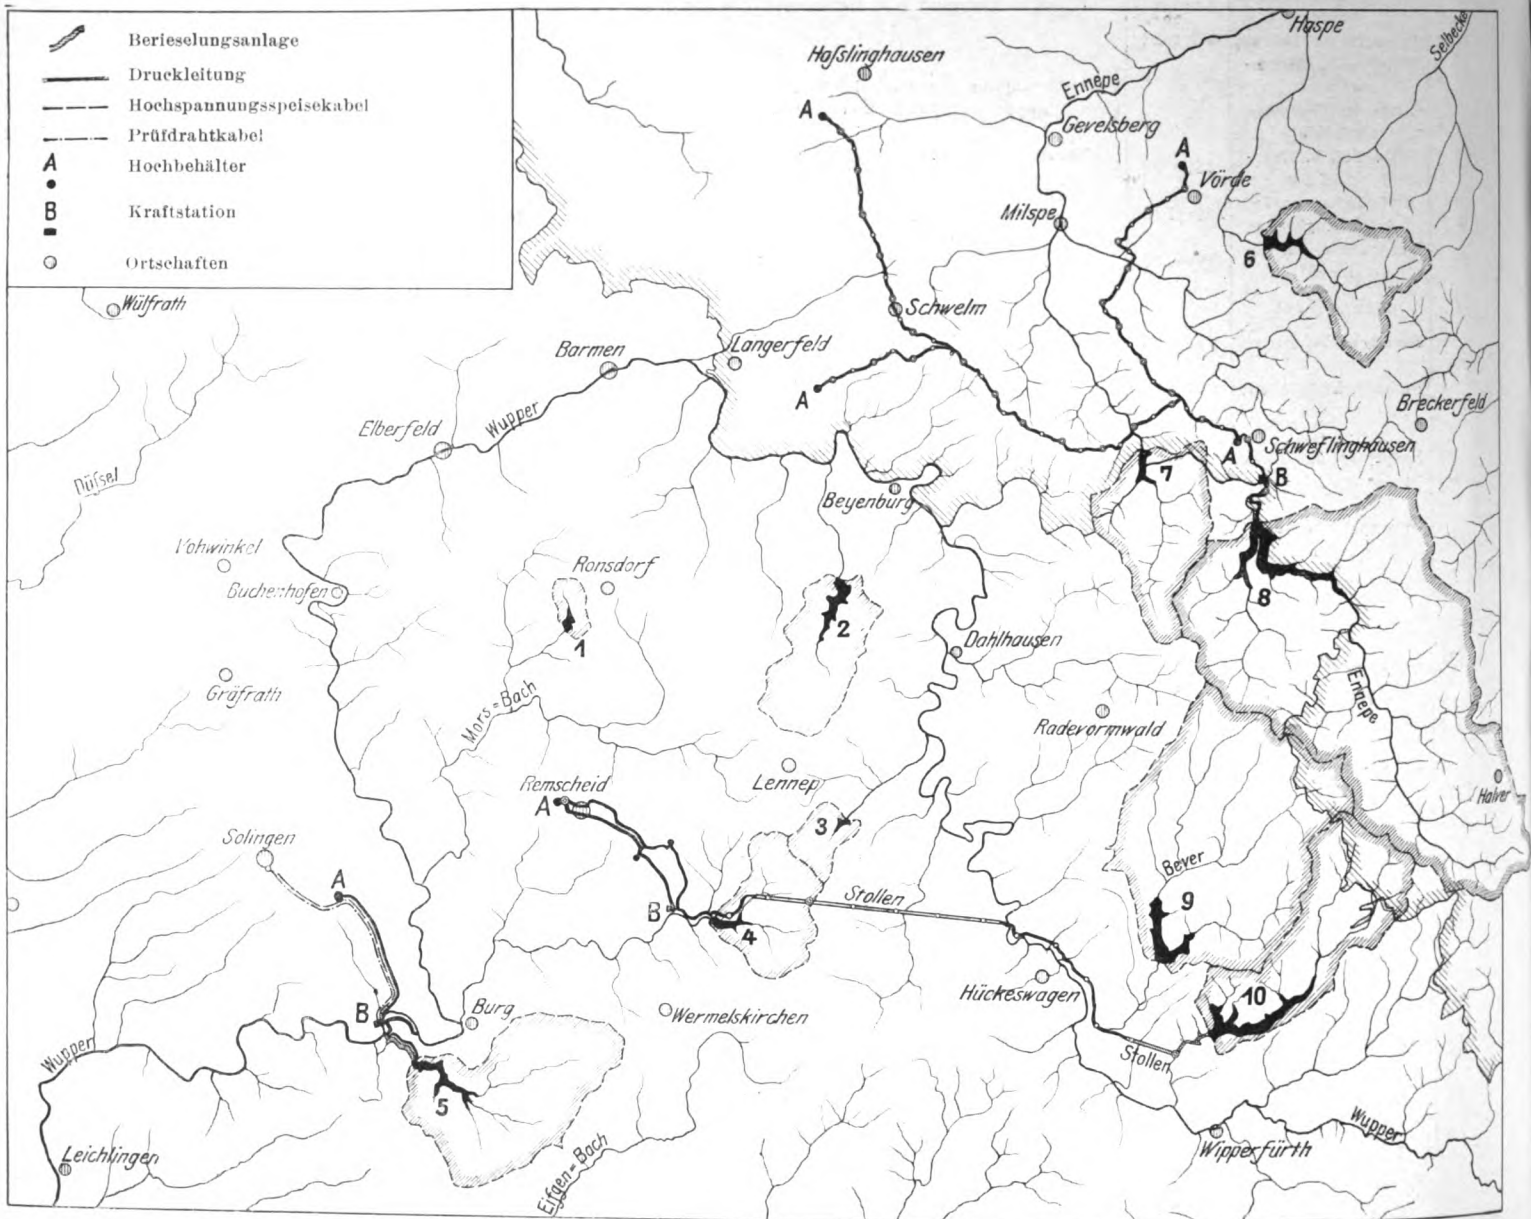 Berieselungsanlage
Druckleitung
Hochspannungsspeisekabel
Prüfdrahtkabel
A Hochbehälter
B Kraftstation
Ortschaften
Haspe
Selbecke
Haßlinghausen
Ennepe
A
Gevelsberg
A
Vörde
Milspe
6
Wülfrath
Schwelm
Barmen
Langerfeld
A
Breckerfeld
Wupper
Elberfeld
Schweflinghausen
A
7
B
Düssel
Beyenburg
Vohwinkel
Ronsdorf
Buchenhofen
8
2
1
Dahlhausen
Gräfrath
Mors=Bach
Ennepe
Radevormwald
Lennep
Remscheid
A
Halver
3
Solingen
Bever
A
Stollen
9
B
4
Hückeswagen
10
Burg
Wermelskirchen
B
Wupper
Stollen
5
Wupper
Wipperfürth
Leichlingen
Eifgen=Bach